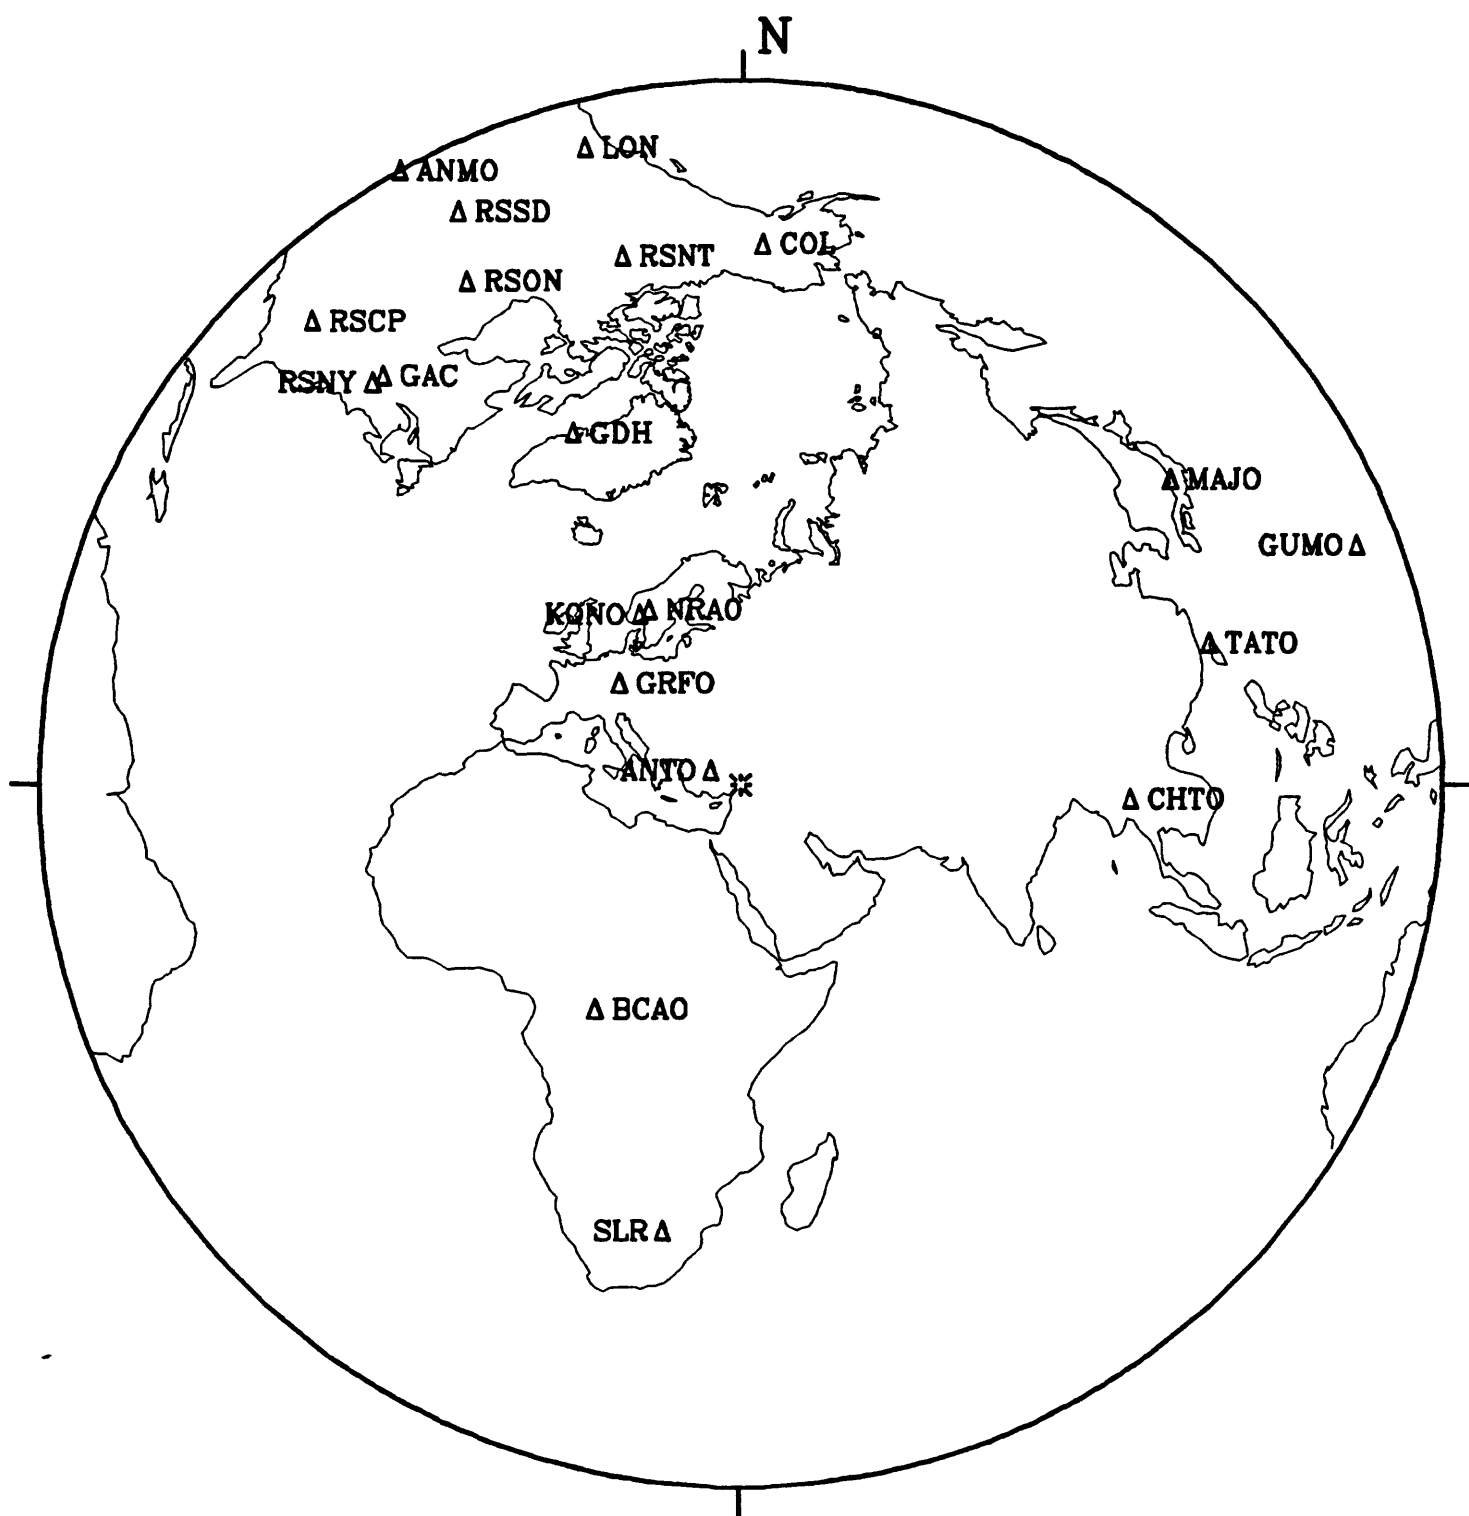 N
Δ LON
Δ ANMO
Δ RSSD
Δ COL
Δ RSNT
Δ RSON
Δ RSCP
RSNY Δ
Δ GAC
Δ GDH
Δ MAJO
GUMO Δ
KONO Δ
Δ NRAO
Δ TATO
Δ GRFO
ANTO Δ
Δ CHTO
Δ BCAO
SLR Δ